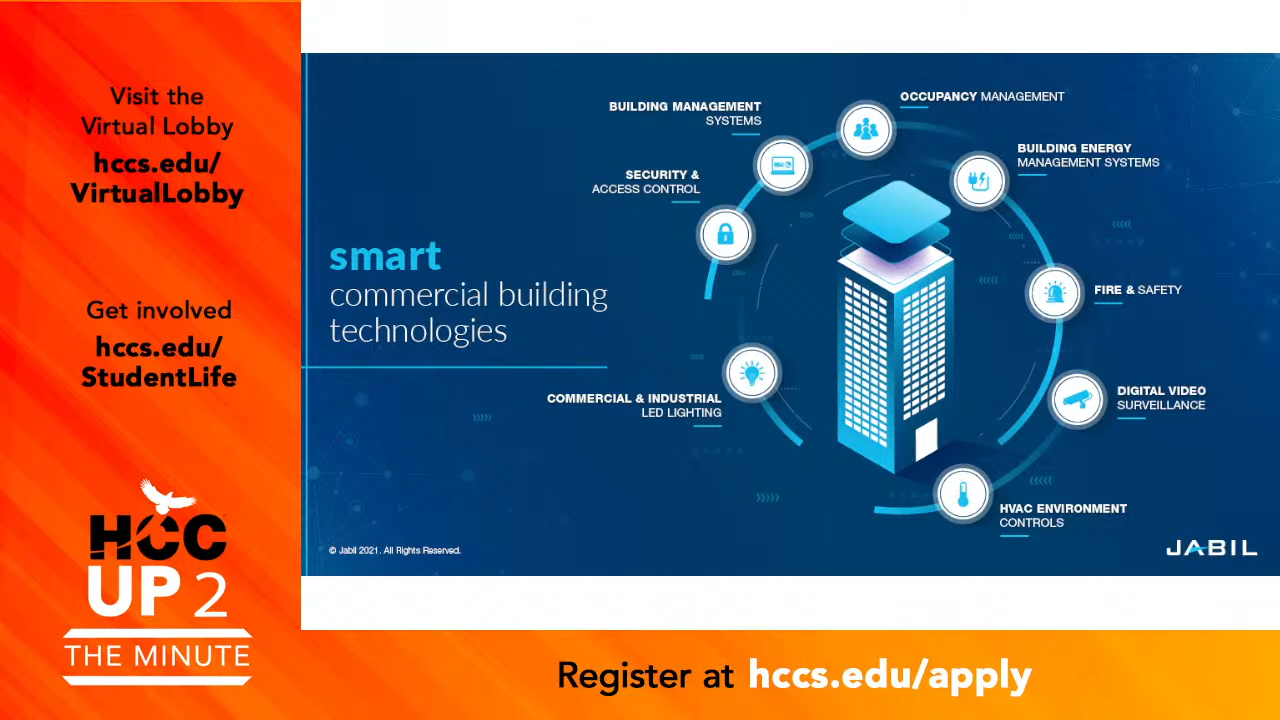 Visit the
Virtual Lobby
hccs.edu/
VirtualLobby
Get involved
hccs.edu/
StudentLife
HCC
UP 2
THE MINUTE
smart
commercial building
technologies
BUILDING MANAGEMENT
SYSTEMS
OCCUPANCY MANAGEMENT
SECURITY &
ACCESS CONTROL
BUILDING ENERGY
MANAGEMENT SYSTEMS
FIRE & SAFETY
COMMERCIAL & INDUSTRIAL
LED LIGHTING
DIGITAL VIDEO
SURVEILLANCE
HVAC ENVIRONMENT
CONTROLS
© Jabil 2021. All Rights Reserved.
JABIL
Register at hccs.edu/apply